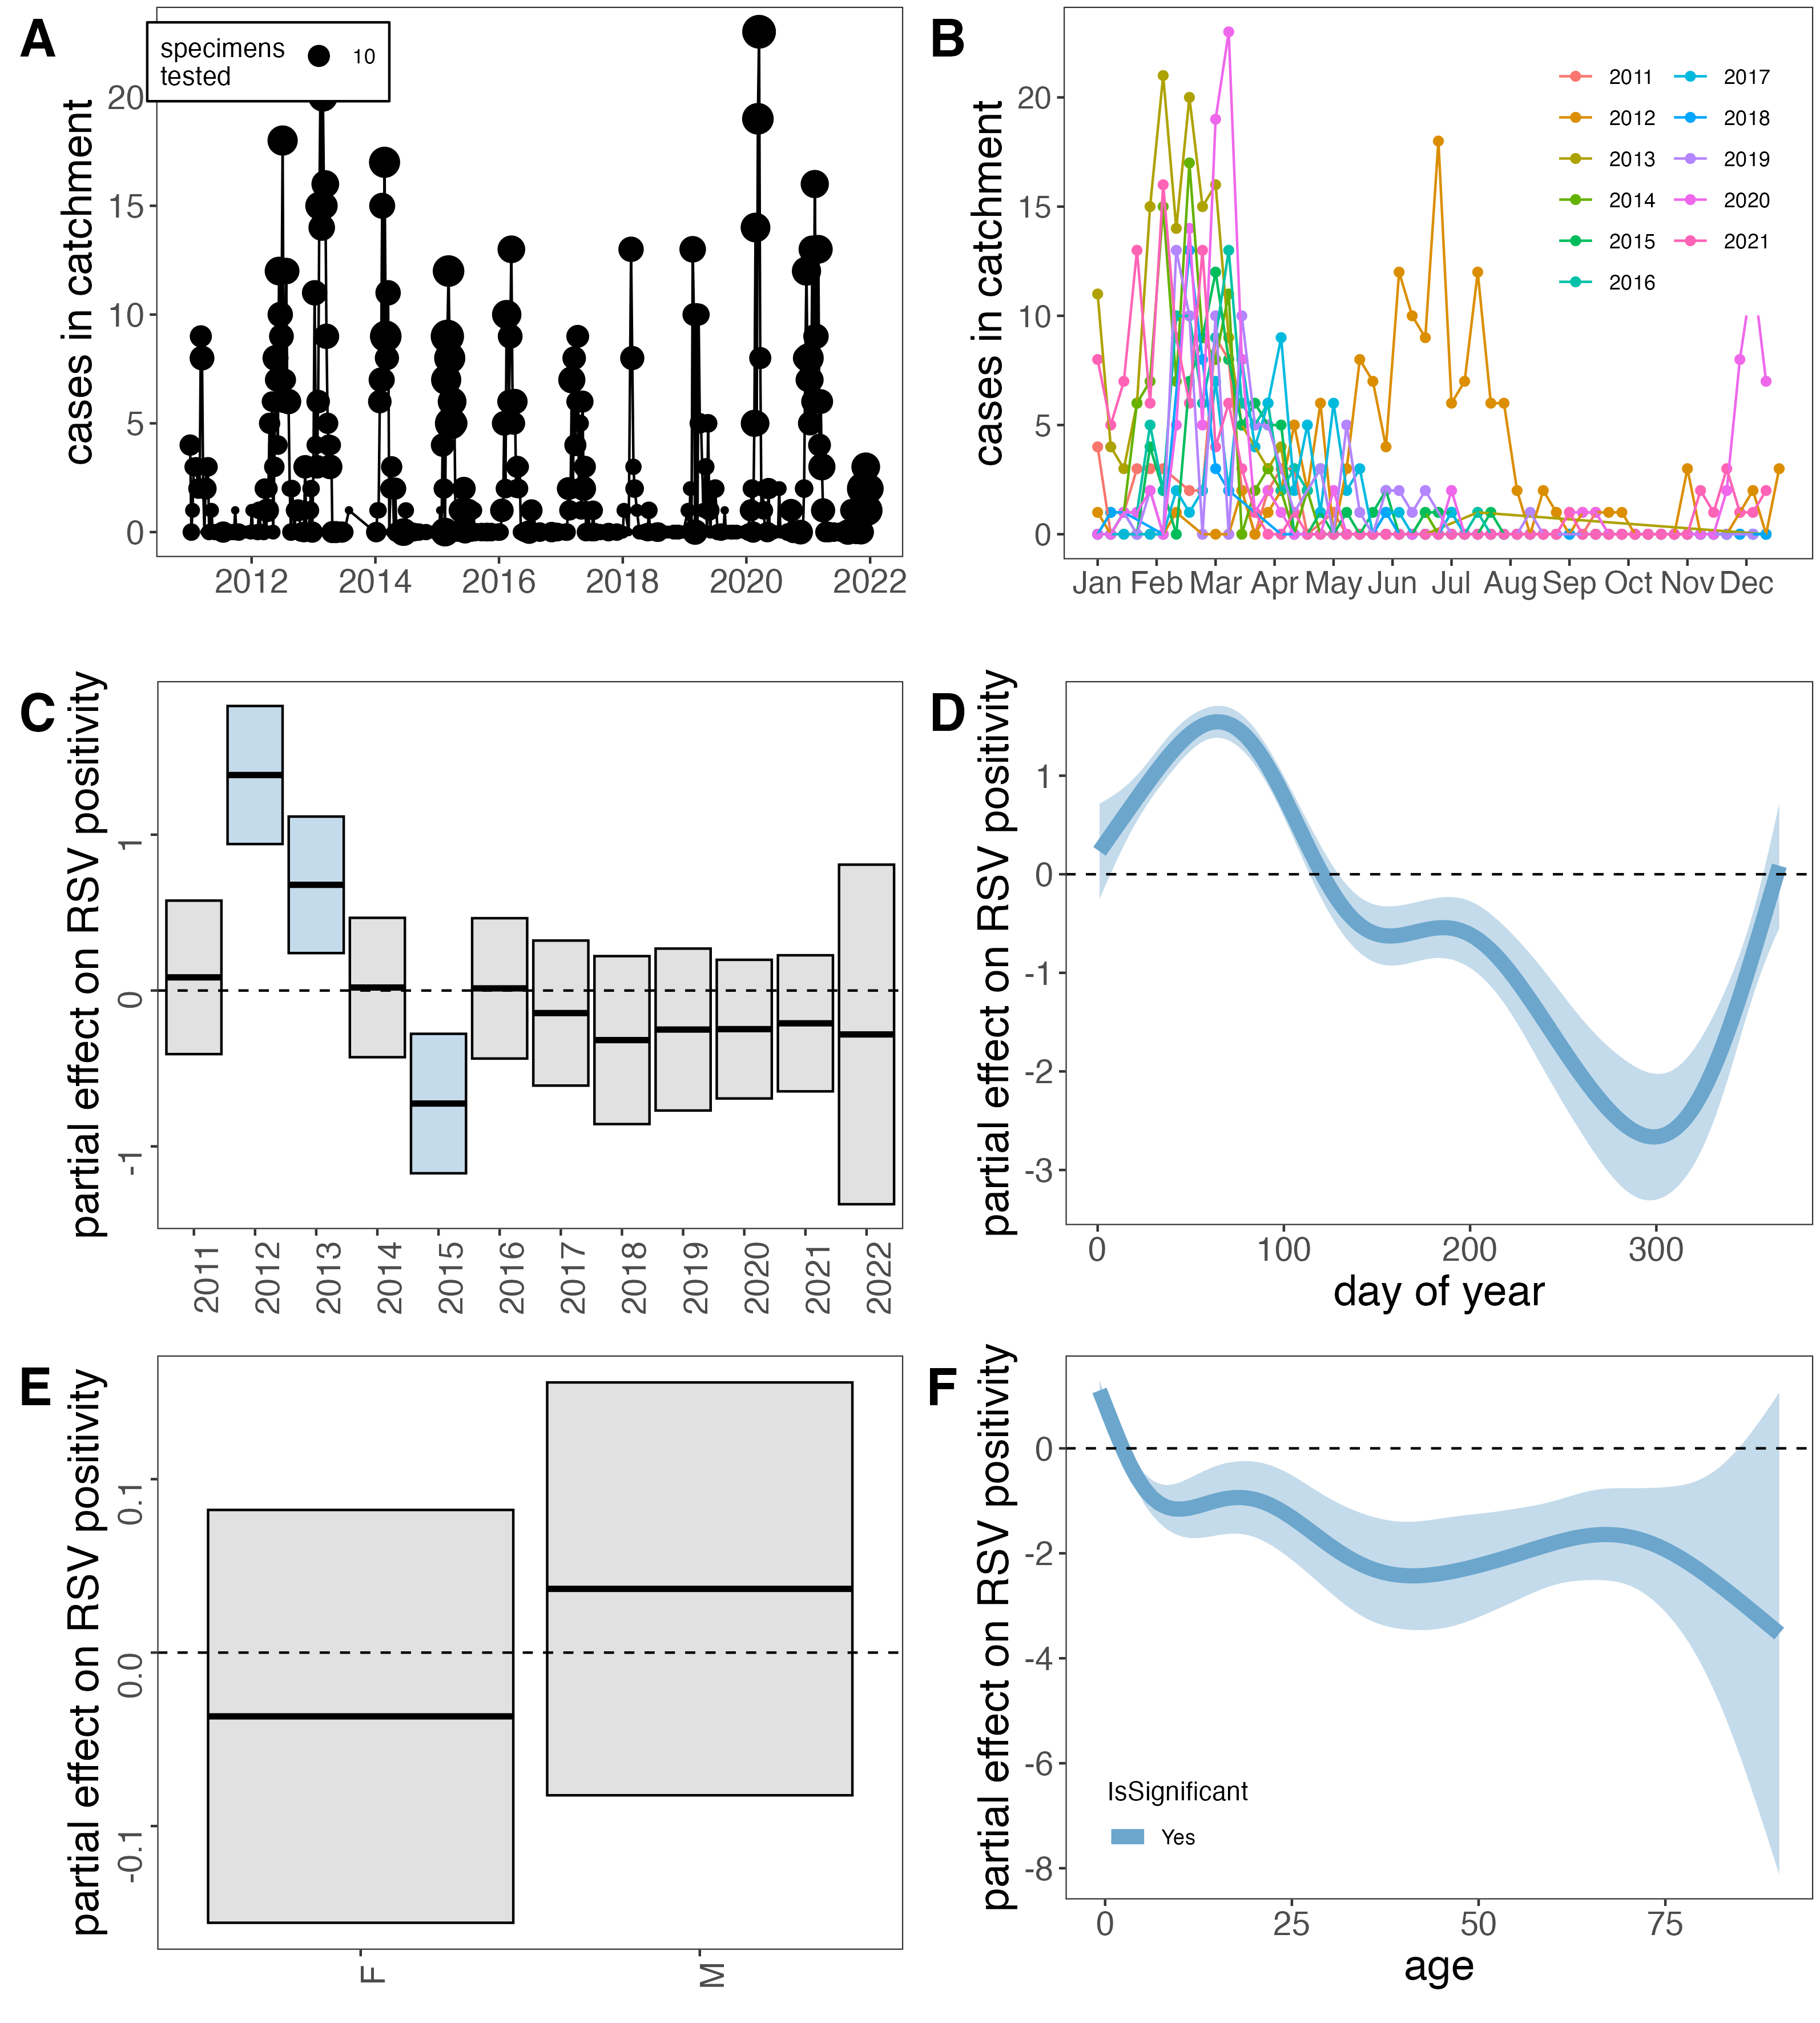 A
specimens
tested
10
cases in catchment
20
15
10
5
0
2012 2014 2016 2018 2020 2022
B
cases in catchment
20
15
10
5
0
2011 2017
2012 2018
2013 2019
2014 2020
2015 2021
2016
Jan Feb Mar Apr May Jun Jul Aug Sep Oct Nov Dec
C
partial effect on RSV positivity
1
0
-1
2011 2012 2013 2014 2015 2016 2017 2018 2019 2020 2021 2022
D
partial effect on RSV positivity
1
0
-1
-2
-3
0 100 200 300
day of year
E
partial effect on RSV positivity
0.1
0.0
-0.1
F M
F
partial effect on RSV positivity
0
-2
-4
-6
-8
IsSignificant
Yes
0 25 50 75
age